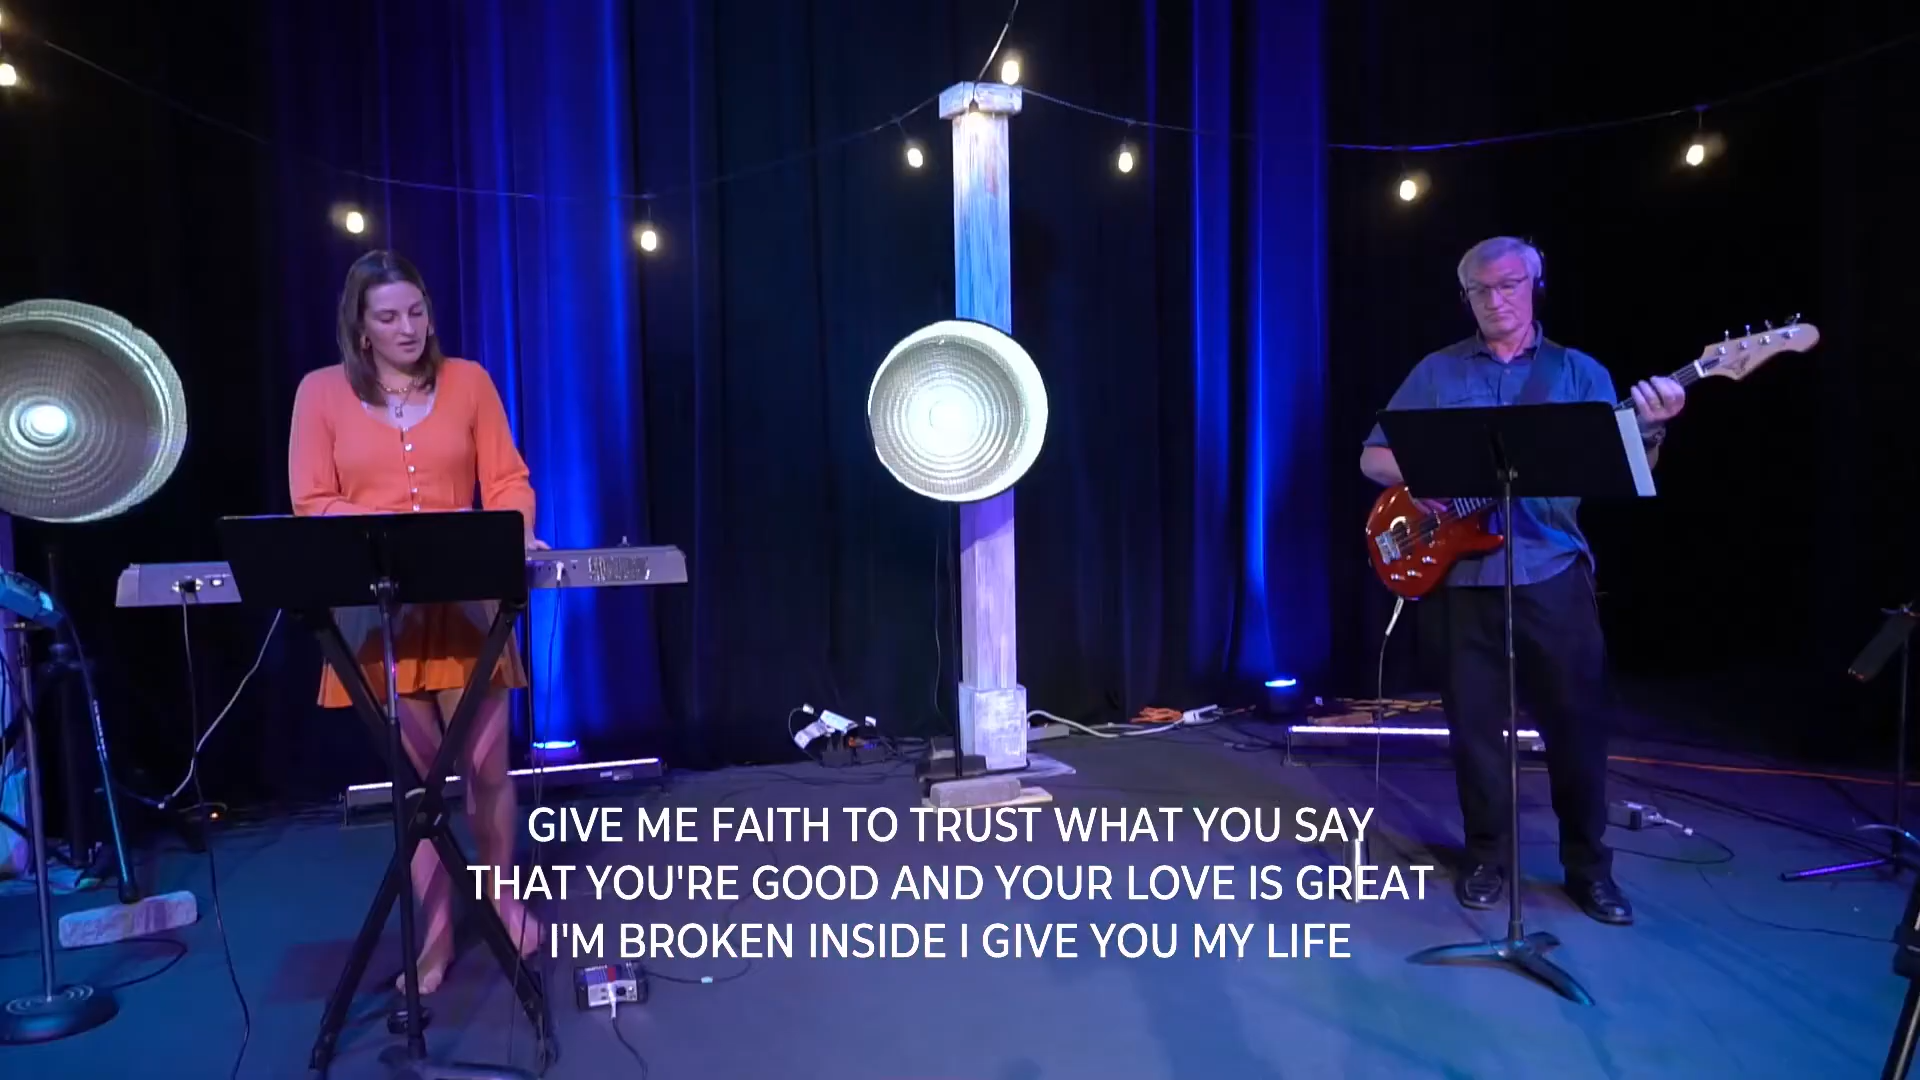 GIVE ME FAITH TO TRUST WHAT YOU SAY
THAT YOU'RE GOOD AND YOUR LOVE IS GREAT
I'M BROKEN INSIDE I GIVE YOU MY LIFE